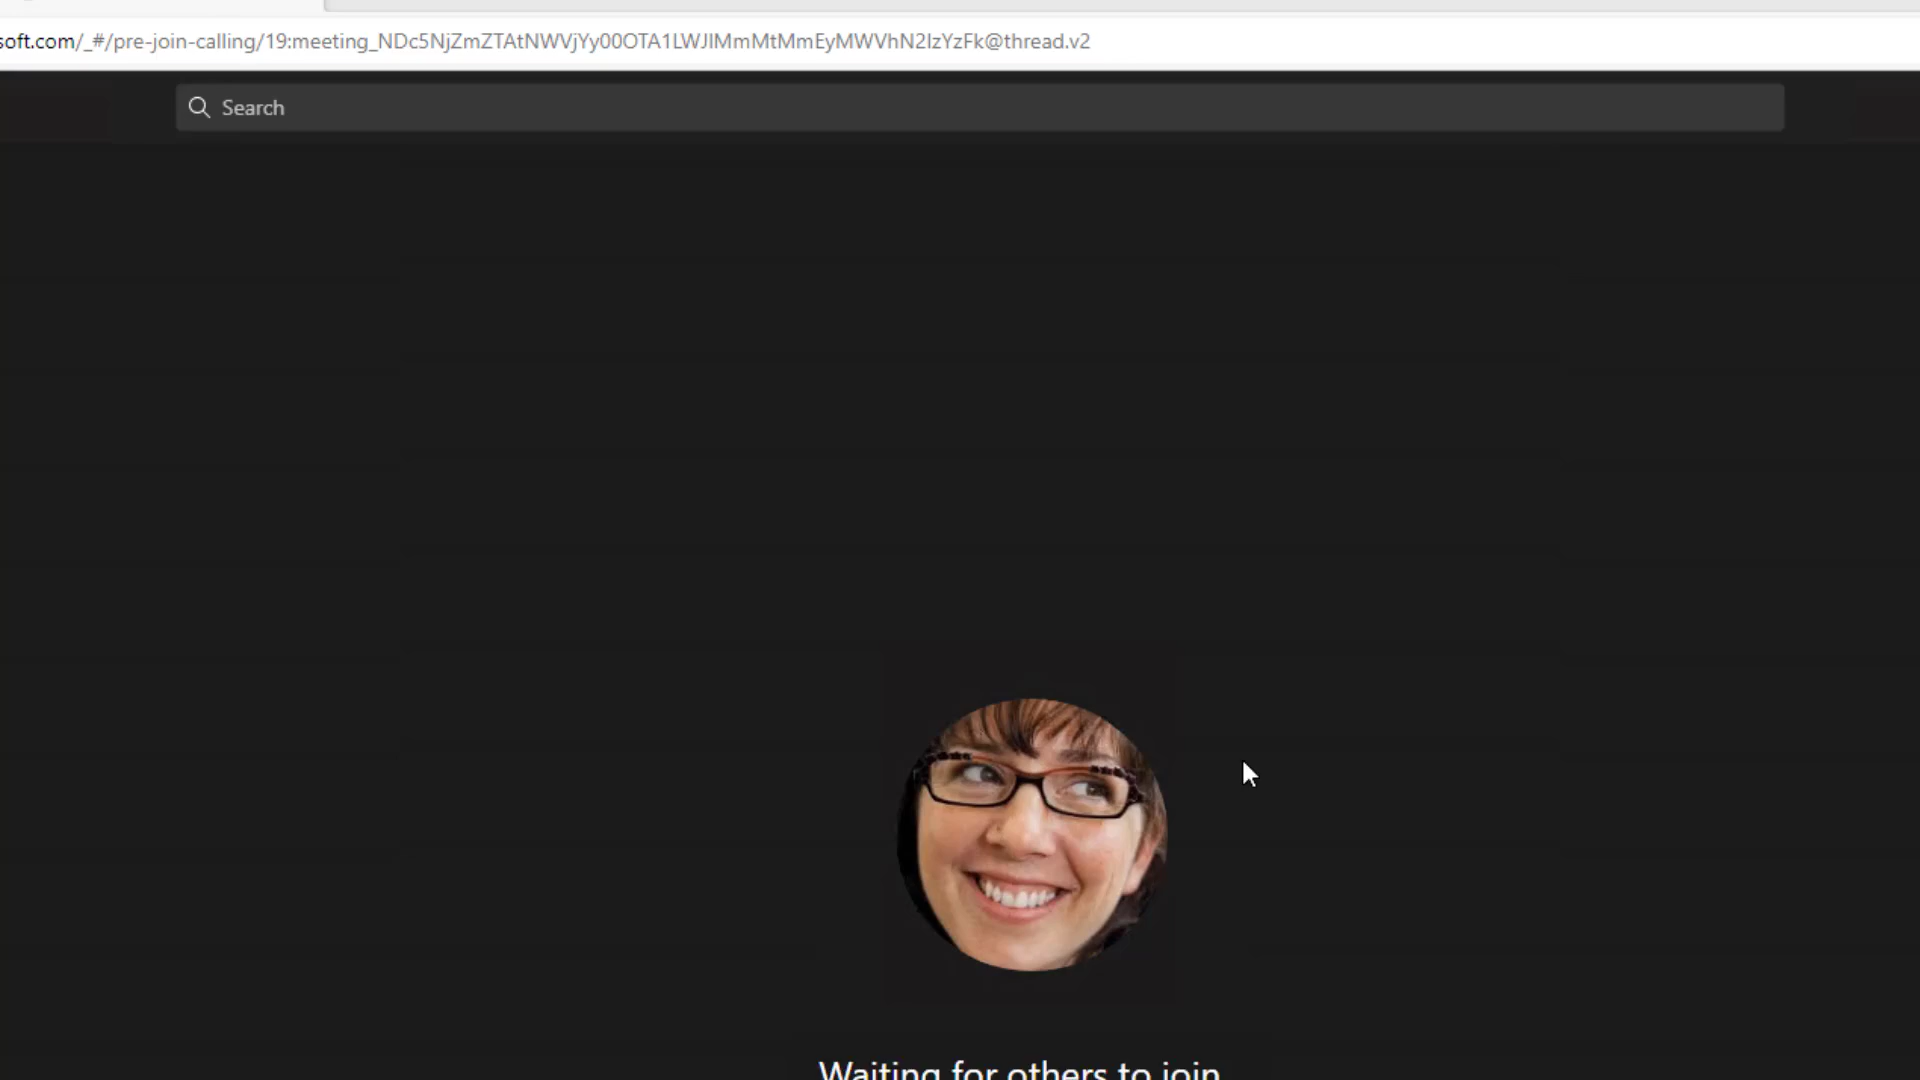 soft.com/_#/pre-join-calling/19:meeting_NDc5NjZmZTAtNWVjYy00OTA1LWJlMmMtMmEyMWVhN2IzYzFk@thread.v2
Search
Waiting for others to join